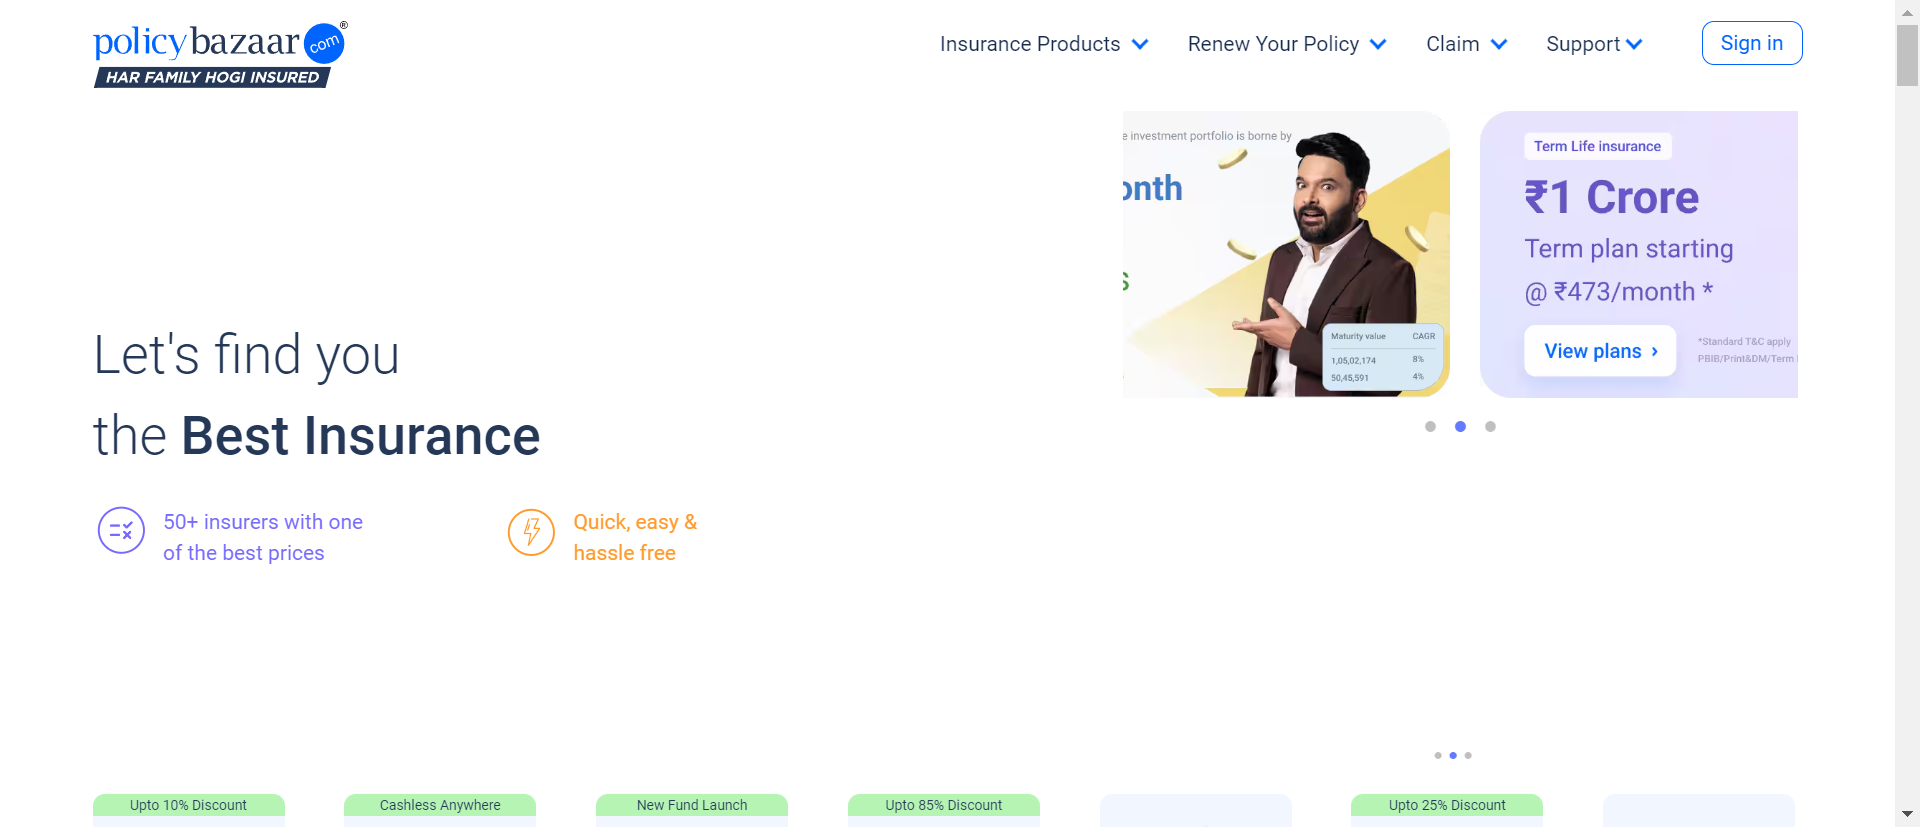 policybazaar.com®
HAR FAMILY HOGI INSURED
Insurance Products
Renew Your Policy
Claim
Support
Sign in
e investment portfolio is borne by
onth
s
Maturity value CAGR
1,05,02,174 8%
50,45,591 4%
Term Life insurance
₹1 Crore
Term plan starting
@ ₹473/month *
View plans ›
*Standard T&C apply
PBIB/Print&DM/Term
Let's find you
the Best Insurance
50+ insurers with one
of the best prices
Quick, easy &
hassle free
Upto 10% Discount
Cashless Anywhere
New Fund Launch
Upto 85% Discount
Upto 25% Discount